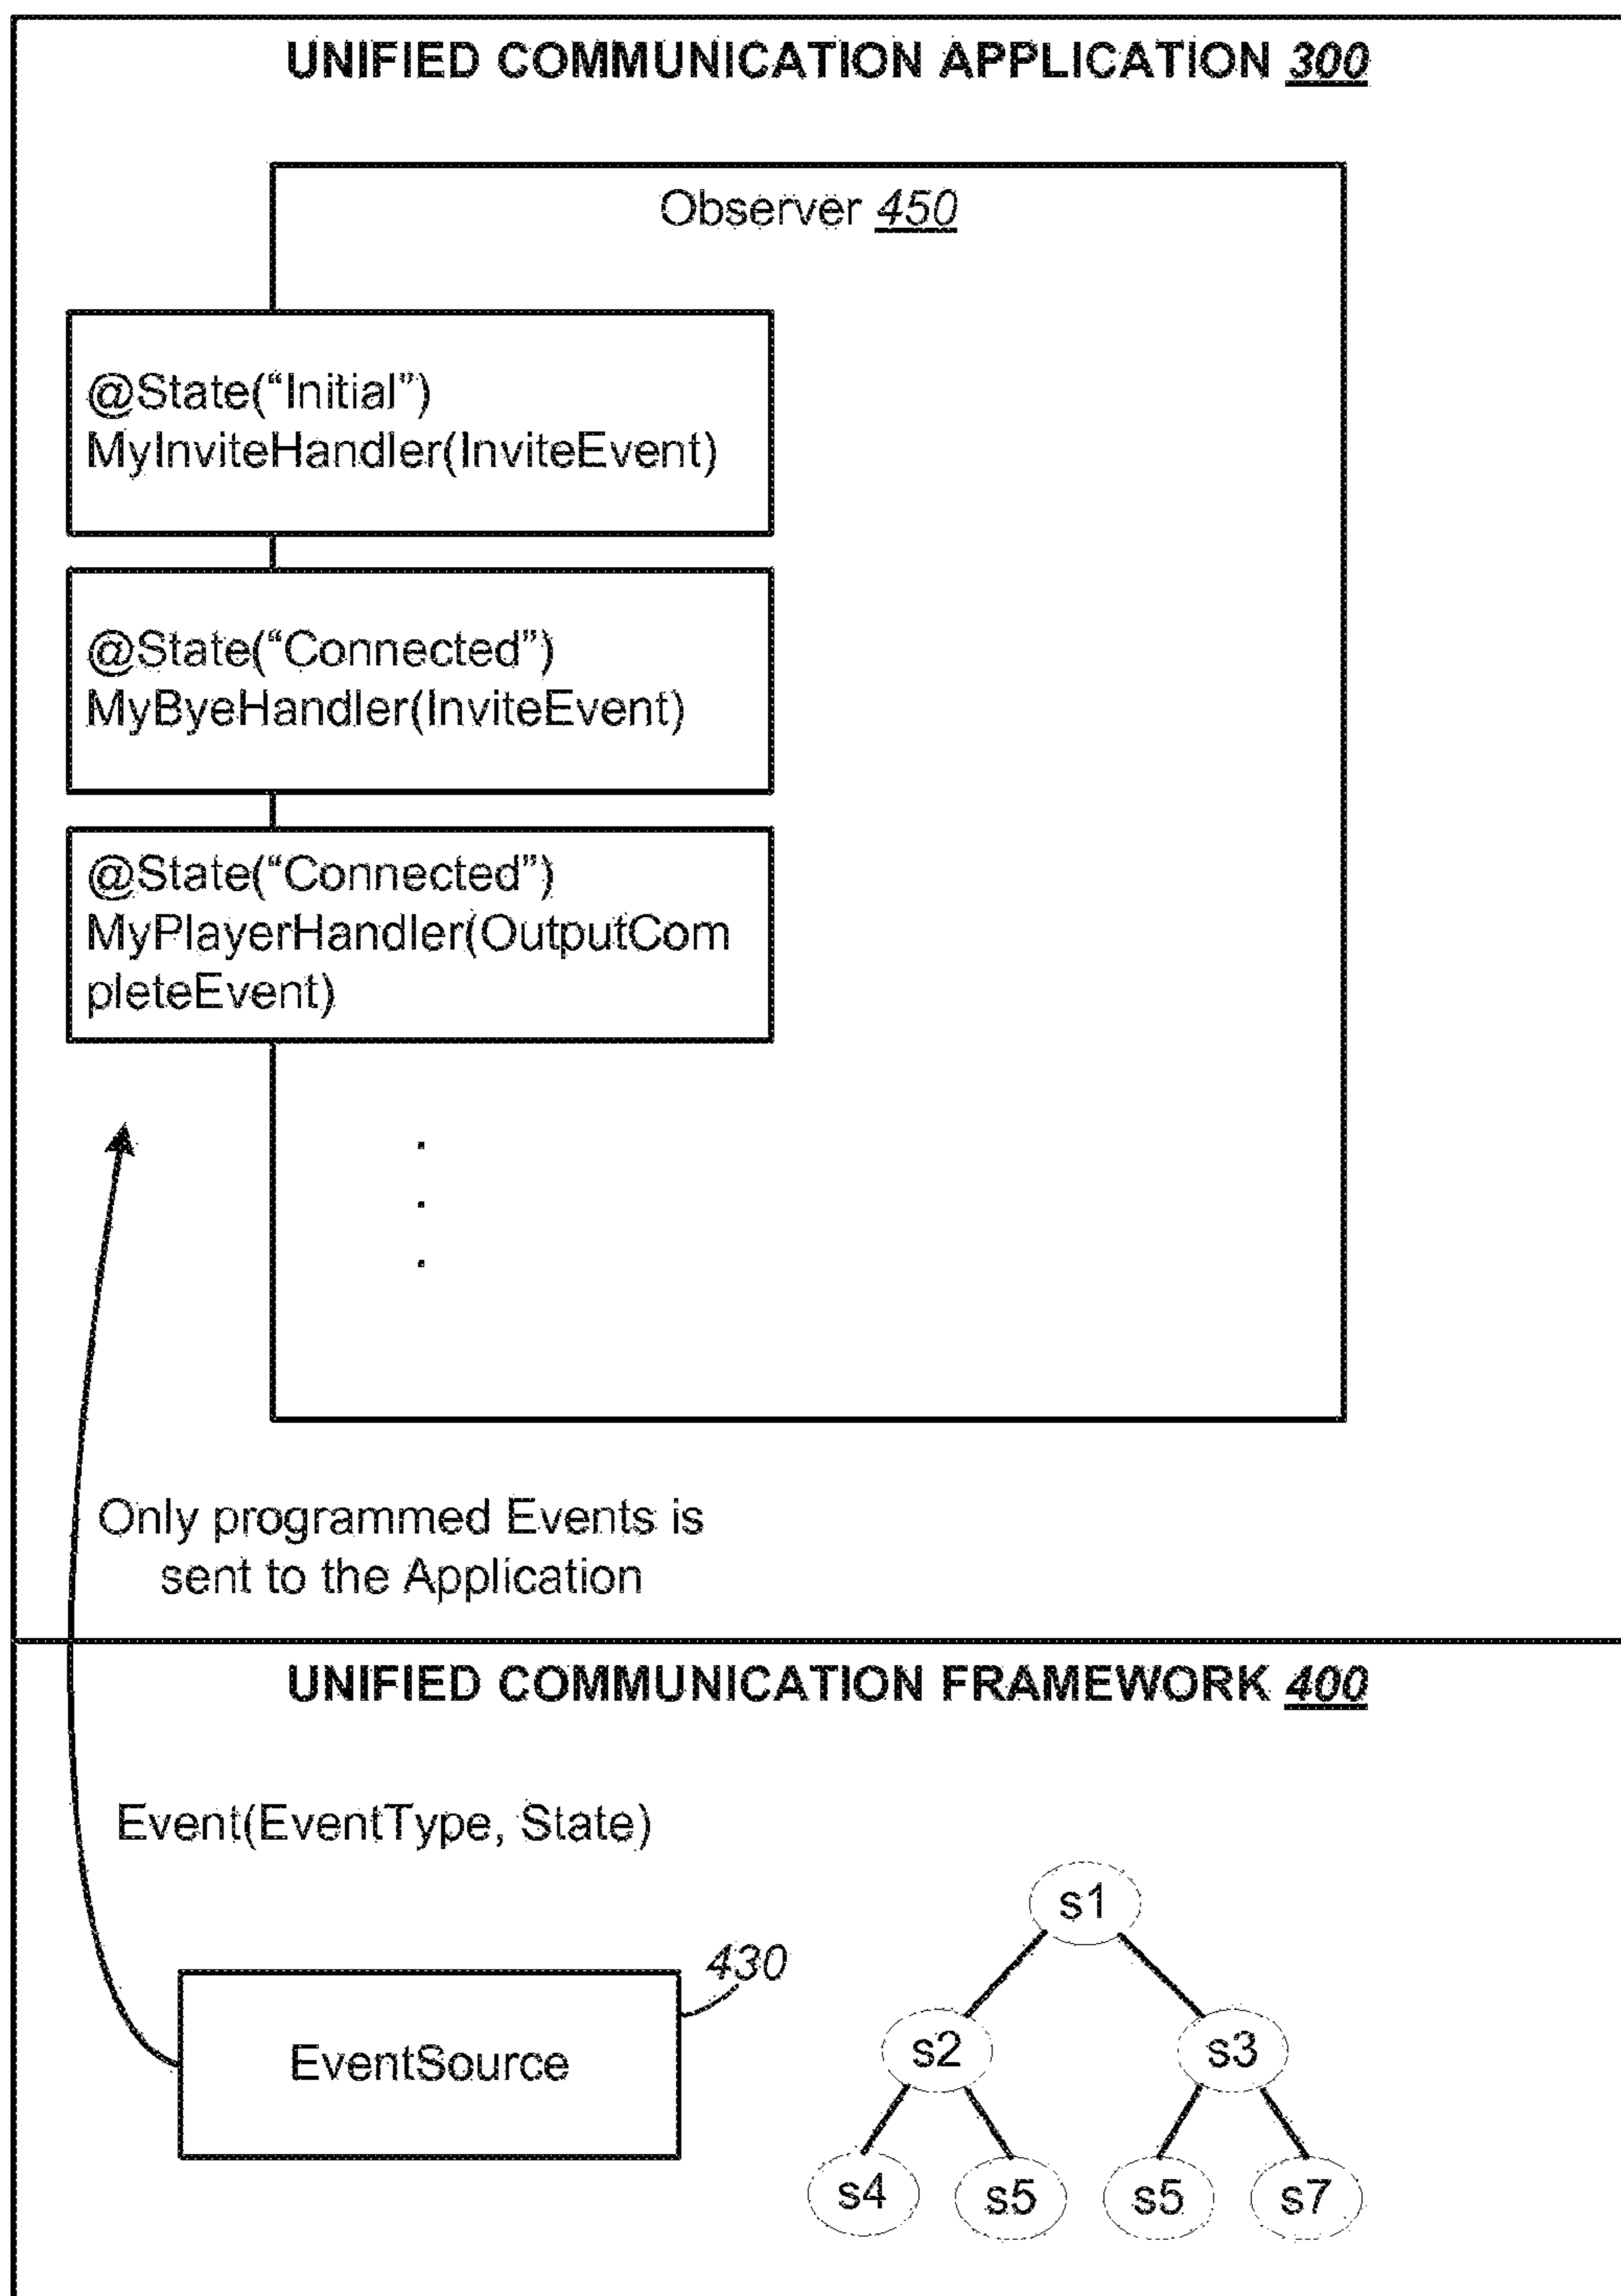 UNIFIED COMMUNICATION APPLICATION 300
Observer 450
@State("Initial")
MyInviteHandler(InviteEvent)
@State("Connected")
MyByeHandler(InviteEvent)
@State("Connected")
MyPlayerHandler(OutputCom
pleteEvent)
.
.
.
Only programmed Events is
sent to the Application
UNIFIED COMMUNICATION FRAMEWORK 400
Event(EventType, State)
430
EventSource
s1
s2 s3
s4 s5 s5 s7